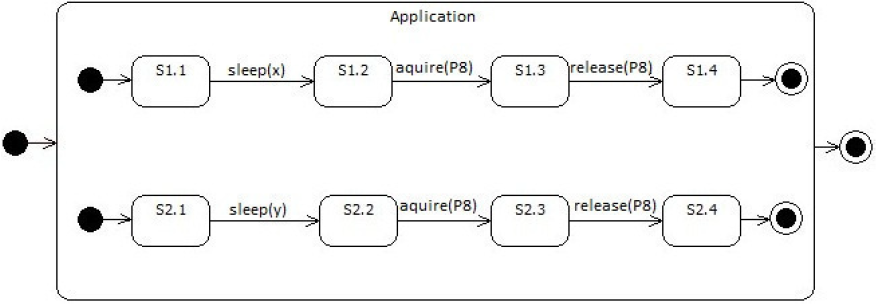 Application
S1.1 sleep(x) S1.2 aquire(P8) S1.3 release(P8) S1.4
S2.1 sleep(y) S2.2 aquire(P8) S2.3 release(P8) S2.4